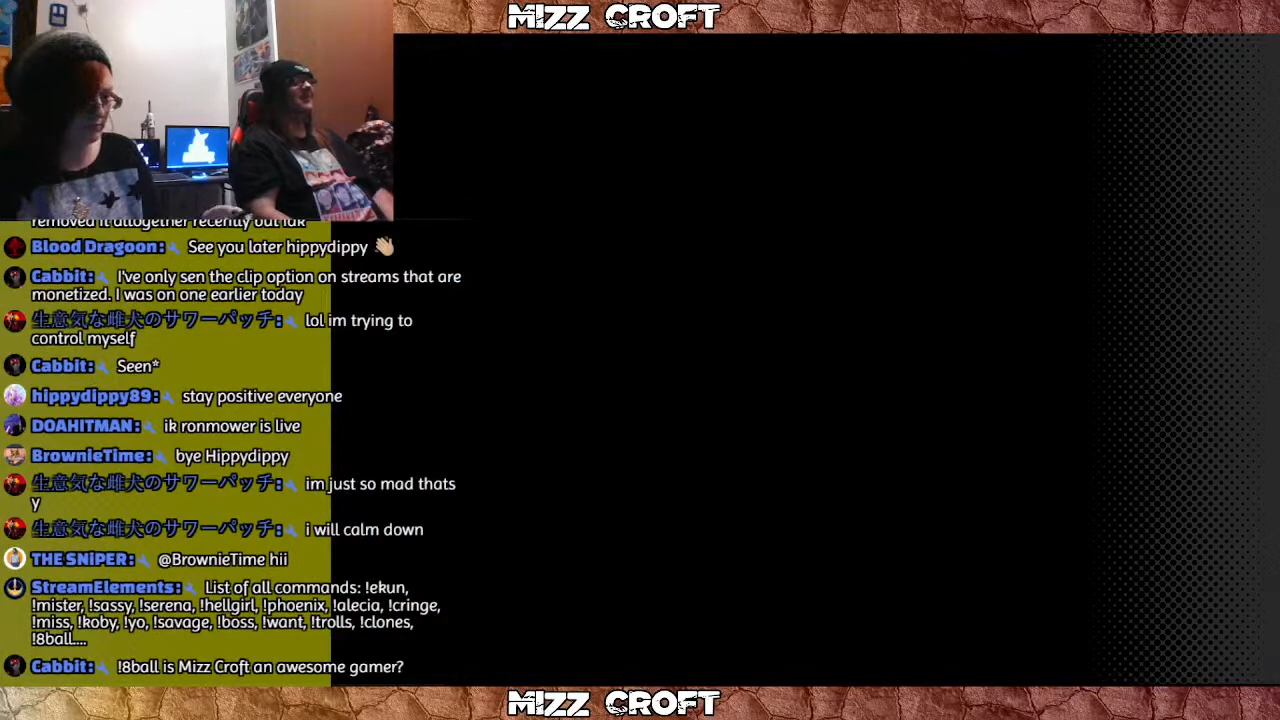 MIZZ CROFT
removed it altogether recently but idk
Blood Dragoon: See you later hippydippy 👋🏼
Cabbit: I've only sen the clip option on streams that are
monetized. I was on one earlier today
生意気な雌犬のサワーパッチ: lol im trying to
control myself
Cabbit: Seen*
hippydippy89: stay positive everyone
DOAHITMAN: ik ronmower is live
BrownieTime: bye Hippydippy
生意気な雌犬のサワーパッチ: im just so mad thats
y
生意気な雌犬のサワーパッチ: i will calm down
THE SNiPER: @BrownieTime hii
StreamElements: List of all commands: !ekun,
!mister, !sassy, !serena, !hellgirl, !phoenix, !alecia, !cringe,
!miss, !koby, !yo, !savage, !boss, !want, !trolls, !clones,
!8ball....
Cabbit: !8ball is Mizz Croft an awesome gamer?
MIZZ CROFT